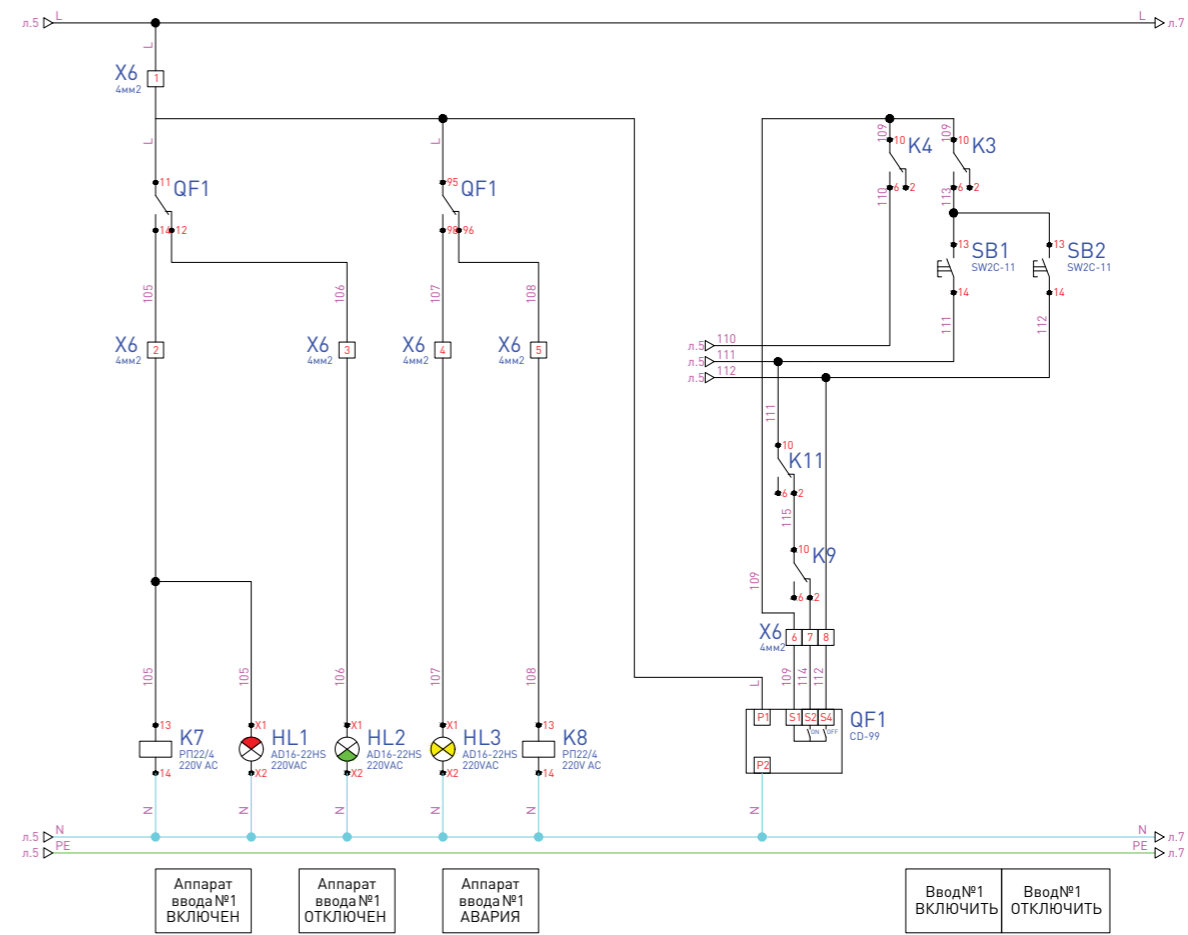 л.5 L
L л.7
L
X6
4мм2
1
L
L
11
QF1
14 12
95
QF1
98 96
109
10
K4
6 2
110
109
10
K3
6 2
113
13
SB1
SW2C-11
14
111
13
SB2
SW2C-11
14
112
105
106
107
108
X6
4мм2
2
X6
4мм2
3
X6
4мм2
4
X6
4мм2
5
л.5 110
л.5 111
л.5 112
111
10
K11
6 2
115
10
K9
6 2
109
X6
4мм2
6 7 8
109 114 112
105
105
106
107
108
L
13
K7
РП22/4
220V AC
14
X1
HL1
AD16-22HS
220VAC
X2
X1
HL2
AD16-22HS
220VAC
X2
X1
HL3
AD16-22HS
220VAC
X2
13
K8
РП22/4
220V AC
14
P1 S1 S2 S4
ON OFF
P2
QF1
CD-99
N
N
N
N
N
N
л.5 N
N л.7
л.5 PE
PE л.7
Аппарат
ввода №1
ВКЛЮЧЕН
Аппарат
ввода №1
ОТКЛЮЧЕН
Аппарат
ввода №1
АВАРИЯ
Ввод№1
ВКЛЮЧИТЬ
Ввод№1
ОТКЛЮЧИТЬ